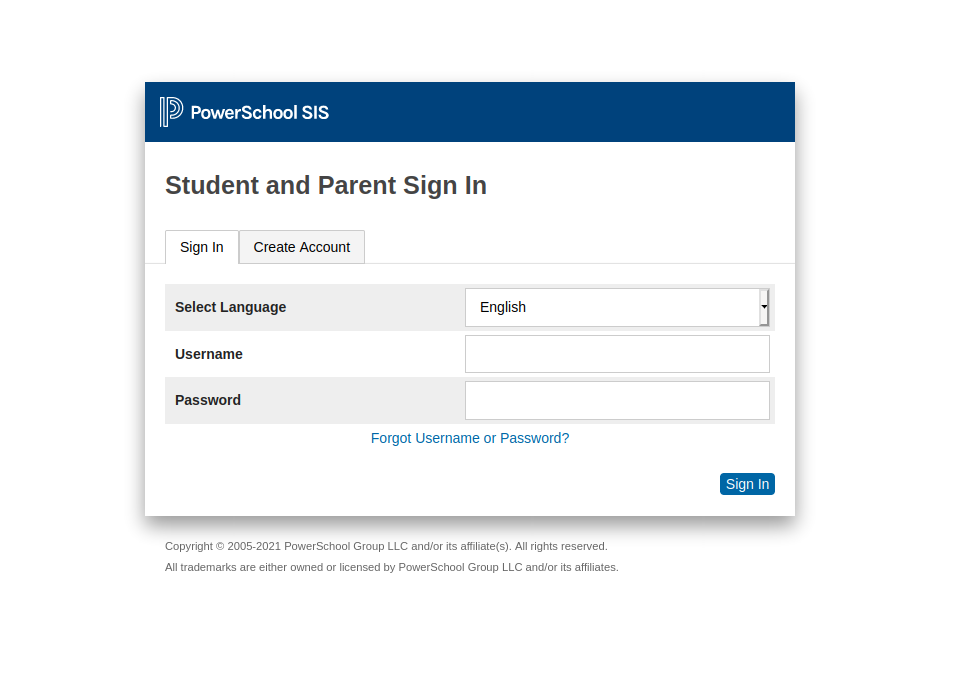 PowerSchool SIS
Student and Parent Sign In
Sign In
Create Account
Select Language
English
Username
Password
Forgot Username or Password?
Sign In
Copyright © 2005-2021 PowerSchool Group LLC and/or its affiliate(s). All rights reserved.
All trademarks are either owned or licensed by PowerSchool Group LLC and/or its affiliates.